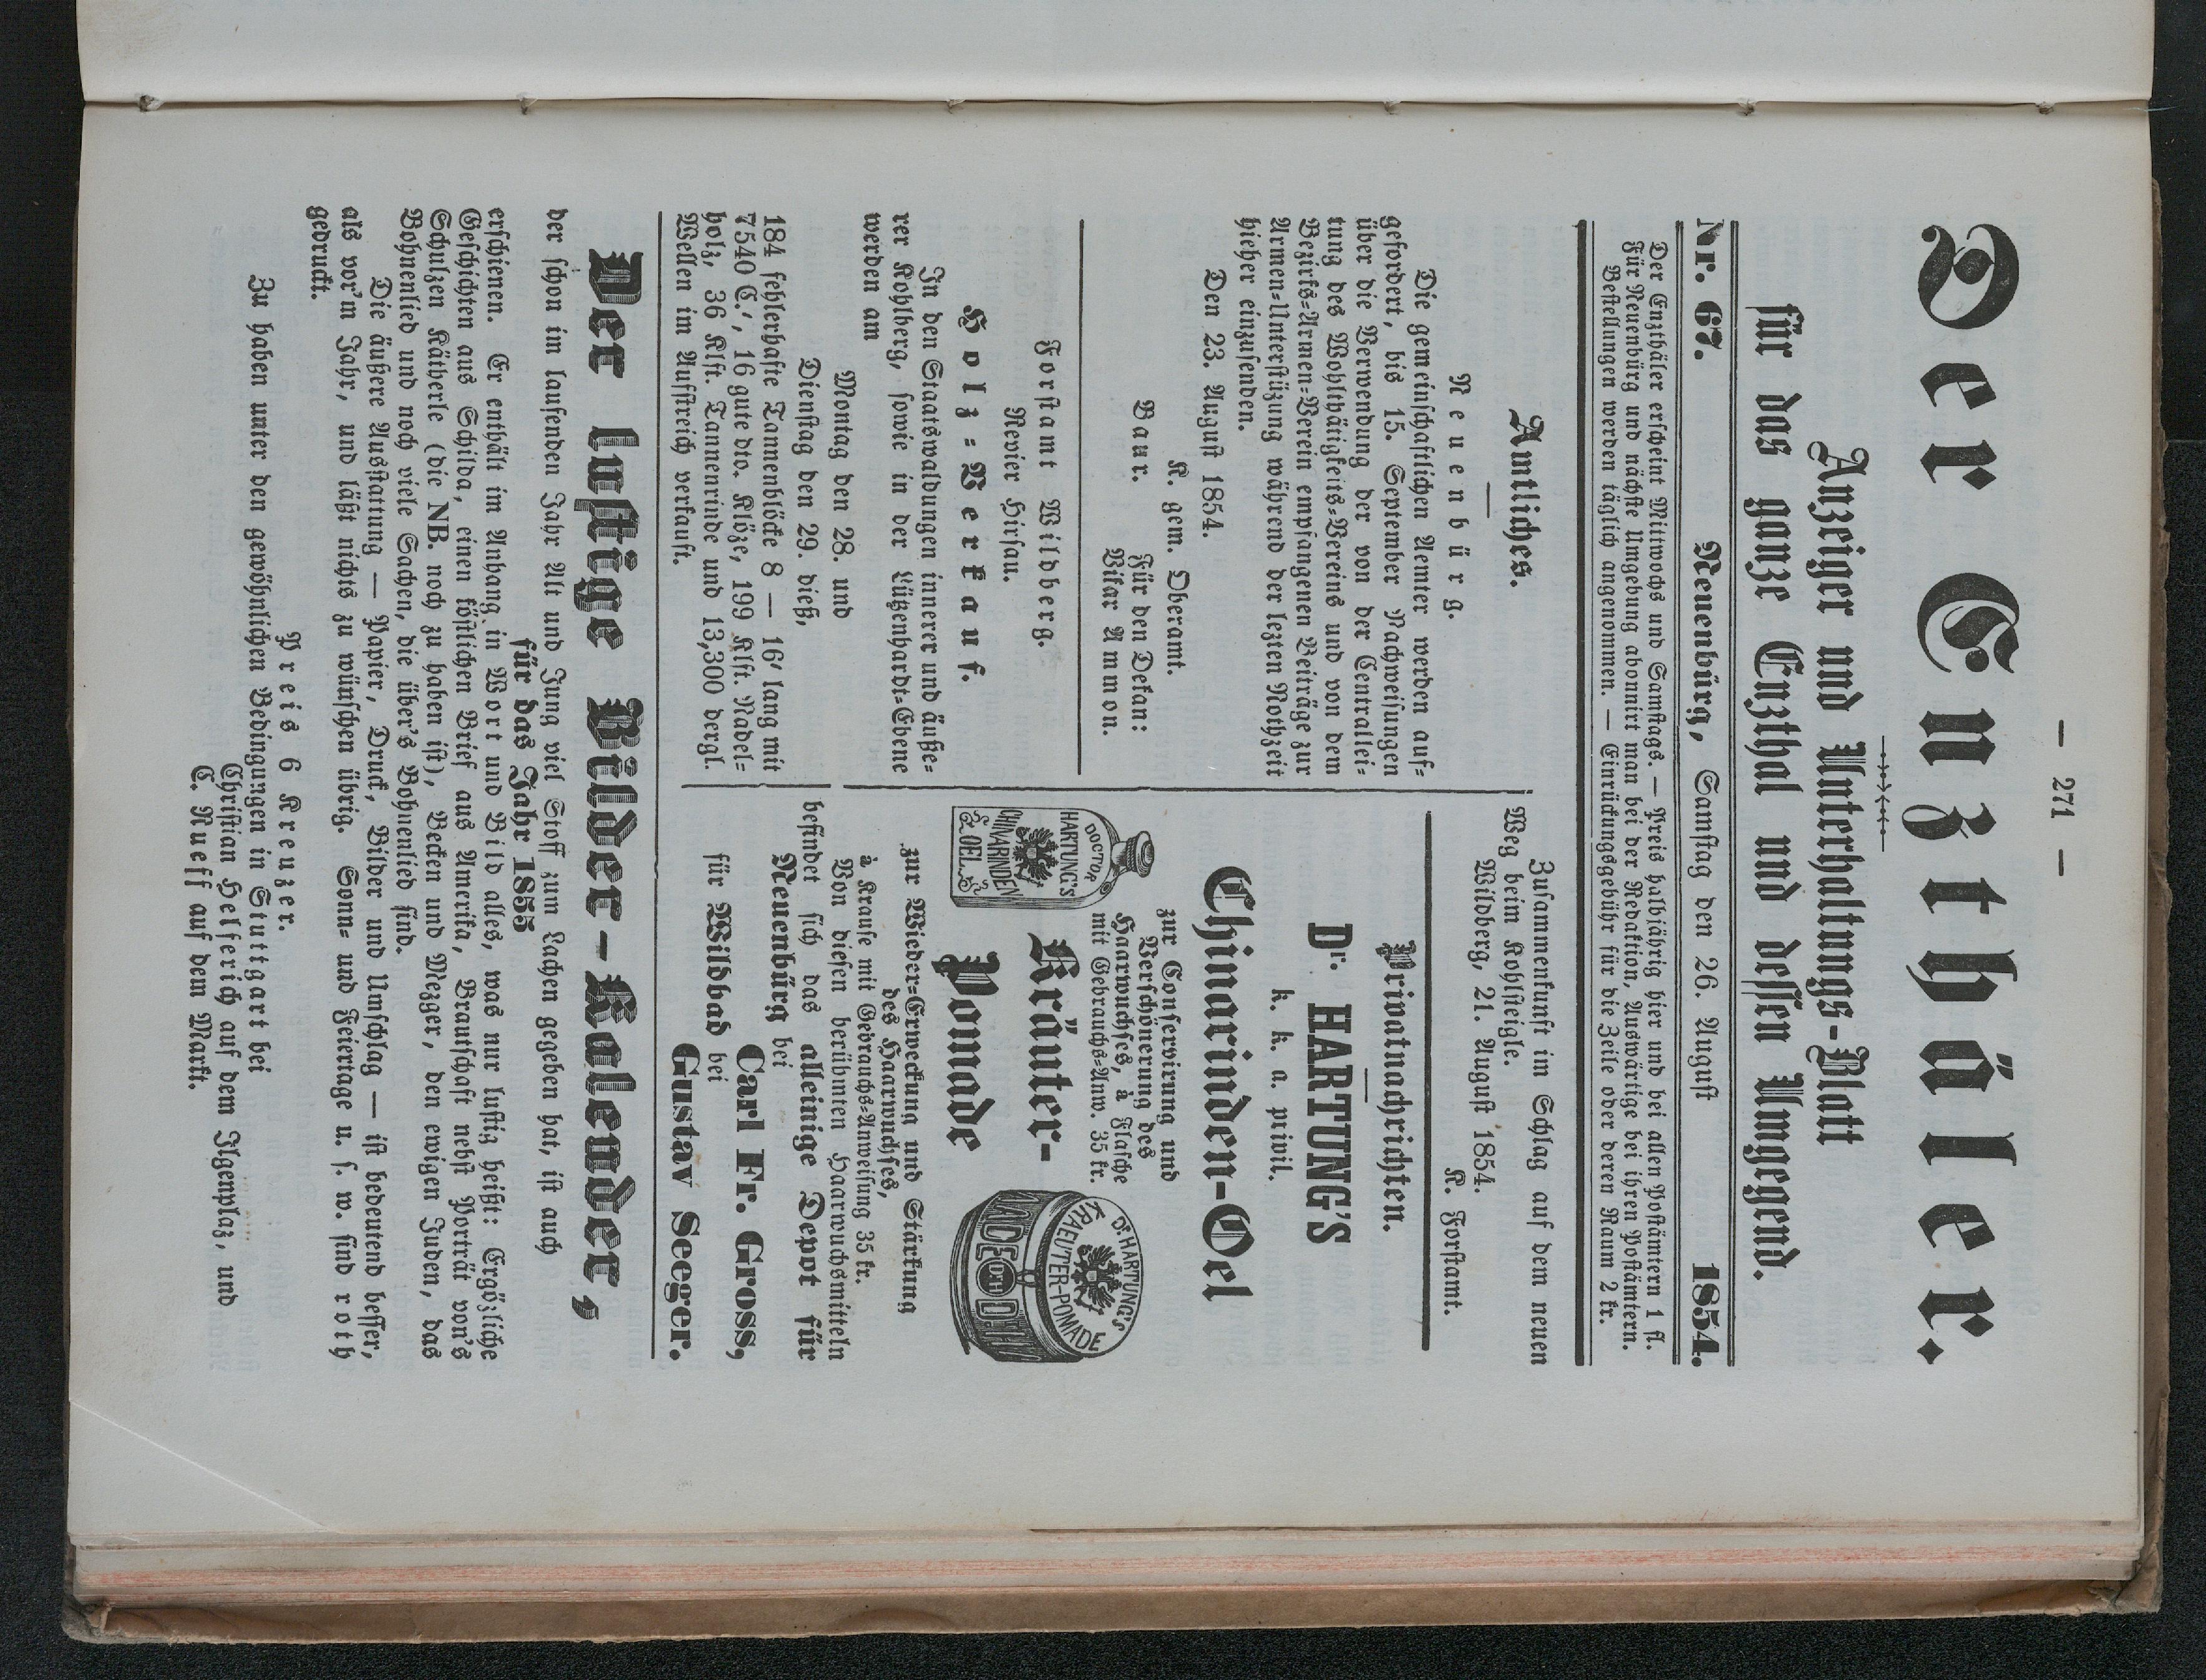 — 271 —
Der Enzthäler.
Anzeiger und Unterhaltungs-Blatt
für das ganze Enzthal und dessen Umgegend.
Nr. 67. Neuenbürg, Samstag den 26. August 1854.
Der Enzthäler erscheint Mittwochs und Samstags. — Preis halbjährig hier und bei allen Postämtern 1 fl.
Für Neuenbürg und nächste Umgebung abonnirt man bei der Redaktion, Auswärtige bei ihren Postämtern.
Bestellungen werden täglich angenommen. — Einrückungsgebühr für die Zeile oder deren Raum 2 kr.
Amtliches.
Neuenbürg.
Die gemeinschaftlichen Aemter werden auf-
gefordert, bis 15. September Nachweisungen
über die Verwendung der von der Centrallei-
tung des Wohlthätigkeits-Vereins und von dem
Bezirks-Armen-Verein empfangenen Beiträge zur
Armen-Unterstüzung während der lezten Nothzeit
hieher einzusenden.
Den 23. August 1854.
K. gem. Oberamt.
Für den Dekan:
Baur. Vikar Ammon.
Forstamt Wildberg.
Revier Hirsau.
Holz-Verkauf.
In den Staatswaldungen innerer und äuße-
rer Kohlberg, sowie in der Lützenhardt-Ebene
werden am
Montag den 28. und
Dienstag den 29. dieß,
184 fehlerhafte Tannenblöcke 8 — 16′ lang mit
7540 C.′, 16 gute dto. Klöze, 199 Klft. Nadel-
holz, 36 Klft. Tannenrinde und 13,300 dergl.
Wellen im Aufstreich verkauft.
Zusammenkunft im Schlag auf dem neuen
Weg beim Kohlsteigle.
Wildberg, 21. August 1854.
K. Forstamt.
Privatnachrichten.
Dr. HARTUNG'S
k. k. a. privil.
Chinarinden-Oel
zur Conservirung und
Verschönerung des
Haarwuchses, à Flasche
mit Gebrauchs-Anw. 35 kr.
DOCTOR
HARTUNG'S
CHINARINDEN
OEL
Kräuter-
Pomade
Dr. HARTUNG'S
KRAEUTER-POMADE
zur Wieder-Erweckung und Stärkung
des Haarwuchses,
à Krause mit Gebrauchs-Anweisung 35 kr.
Von diesen berühmten Haarwuchsmitteln
befindet sich das alleinige Depot für
Neuenbürg bei
Carl Fr. Gross,
für Wildbad bei
Gustav Seeger.
Der lustige Bilder-Kalender,
der schon im laufenden Jahr Alt und Jung viel Stoff zum Lachen gegeben hat, ist auch
für das Jahr 1855
erschienen. Er enthält im Anhang in Wort und Bild alles, was nur lustig heißt: Ergözliche
Geschichten aus Schilda, einen köstlichen Brief aus Amerika, Brautschaft nebst Porträt von's
Schulzen Kätherle (die NB. noch zu haben ist), Becken und Mezger, den ewigen Juden, das
Bohnenlied und noch viele Sachen, die über's Bohnenlied sind.
Die äußere Ausstattung — Papier, Druck, Bilder und Umschlag — ist bedeutend besser,
als vor'm Jahr, und läßt nichts zu wünschen übrig. Sonn- und Feiertage u. s. w. sind roth
gedruckt.
Preis 6 Kreuzer.
Zu haben unter den gewöhnlichen Bedingungen in Stuttgart bei
Christian Helferich auf dem Ilgenplaz, und
C. Rueff auf dem Markt.